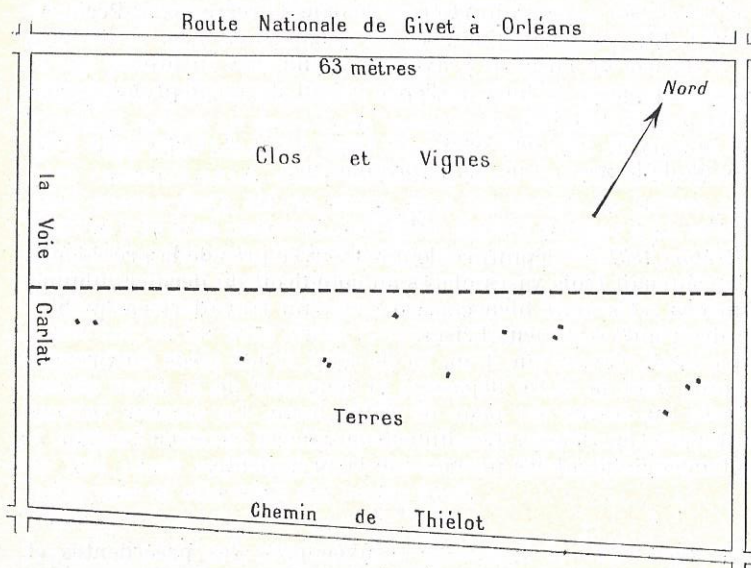 Route Nationale de Givet à Orléans
63 mètres
Nord
Clos et Vignes
la Voie Carlat
Terres
Chemin de Thiélot